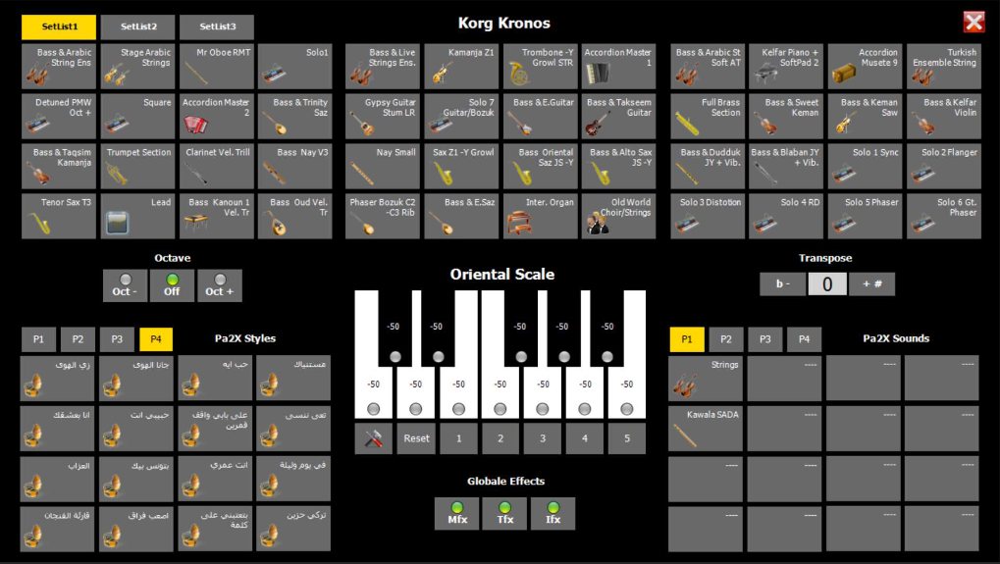 SetList1 SetList2 SetList3
Korg Kronos
Bass & Arabic
String Ens
Stage Arabic
Strings
Mr Oboe RMT
Solo1
Bass & Live
Strings Ens.
Kamanja Z1
Trombone -Y
Growl STR
Accordion Master
1
Bass & Arabic St
Soft AT
Kelfar Piano +
SoftPad 2
Accordion
Musete 9
Turkish
Ensemble String
Detuned PMW
Oct +
Square
Accordion Master
2
Bass & Trinity
Saz
Gypsy Guitar
Stum LR
Solo 7
Guitar/Bozuk
Bass & E.Guitar
Bass & Takseem
Guitar
Full Brass
Section
Bass & Sweet
Keman
Bass & Keman
Saw
Bass & Kelfar
Violin
Bass & Taqsim
Kamanja
Trumpet Section
Clarinet Vel. Trill
Bass Nay V3
Nay Small
Sax Z1 -Y Growl
Bass Oriental
Saz JS -Y
Bass & Alto Sax
JS -Y
Bass & Dudduk
JY + Vib.
Bass & Blaban JY
+ Vib.
Solo 1 Sync
Solo 2 Flanger
Tenor Sax T3
Lead
Bass Kanoun 1
Vel. Tr
Bass Oud Vel.
Tr
Phaser Bozuk C2
-C3 Rib
Bass & E.Saz
Inter. Organ
Old World
Choir/Strings
Solo 3 Distotion
Solo 4 RD
Solo 5 Phaser
Solo 6 Gt.
Phaser
Octave
Oct - Off Oct +
Oriental Scale
-50 -50 -50 -50 -50
-50 -50 -50 -50 -50 -50 -50
Reset 1 2 3 4 5
Globale Effects
Mfx Tfx Ifx
Transpose
b - 0 + #
P1 P2 P3 P4
Pa2X Styles
زي الهوى
جانا الهوى
حب ايه
مستنياك
انا بعشقك
حبيبي انت
على بابي واقف
قمرين
تعى ننسى
العزاب
بتونس بيك
انت عمري
في يوم وليلة
قارئة الفنجان
اصعب فراق
بتعتبني على
كلمة
تركي حزين
P1 P2 P3 P4
Pa2X Sounds
Strings
----
----
----
Kawala SADA
----
----
----
----
----
----
----
----
----
----
----